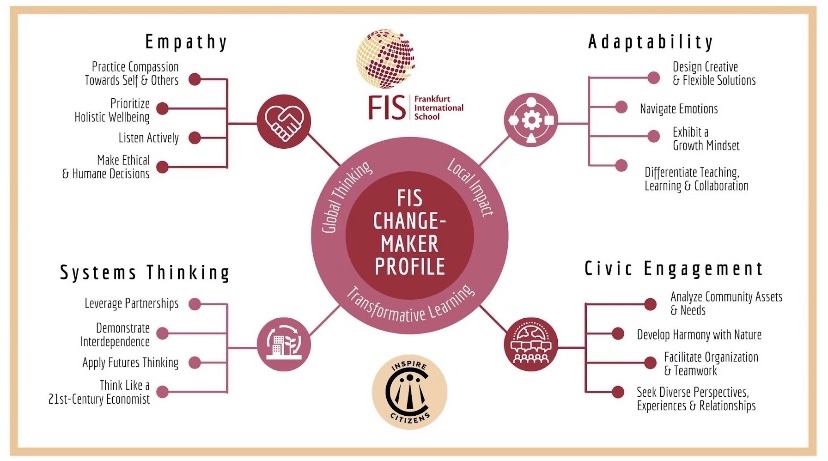 Empathy
Practice Compassion
Towards Self & Others
Prioritize
Holistic Wellbeing
Listen Actively
Make Ethical
& Humane Decisions
FIS
Frankfurt
International
School
Adaptability
Design Creative
& Flexible Solutions
Navigate Emotions
Exhibit a
Growth Mindset
Differentiate Teaching,
Learning & Collaboration
Global Thinking
Local Impact
Transformative Learning
FIS
CHANGE-
MAKER
PROFILE
Systems Thinking
Leverage Partnerships
Demonstrate
Interdependence
Apply Futures Thinking
Think Like a
21st-Century Economist
Civic Engagement
Analyze Community Assets
& Needs
Develop Harmony with Nature
Facilitate Organization
& Teamwork
Seek Diverse Perspectives,
Experiences & Relationships
INSPIRE
CITIZENS